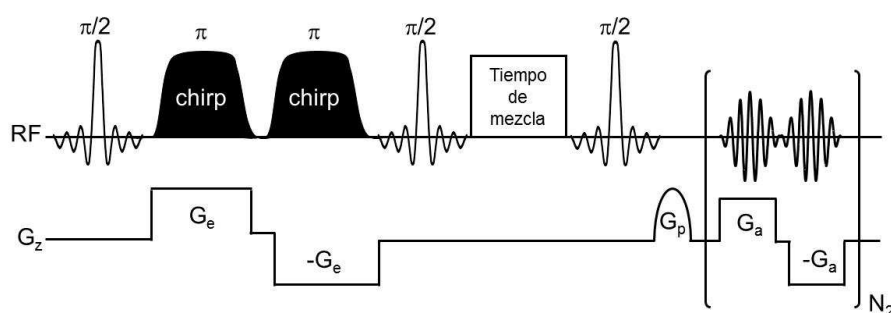 π/2 π π π/2 π/2
chirp chirp Tiempo
de
mezcla
RF
Gz Ge -Ge Gp Ga -Ga
N2